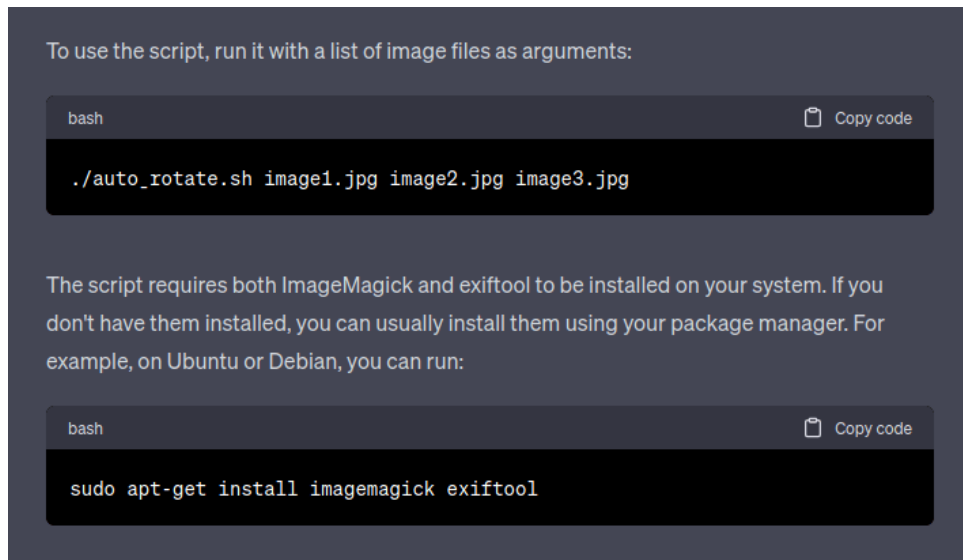 To use the script, run it with a list of image files as arguments:
bash
Copy code
./auto_rotate.sh image1.jpg image2.jpg image3.jpg
The script requires both ImageMagick and exiftool to be installed on your system. If you
don't have them installed, you can usually install them using your package manager. For
example, on Ubuntu or Debian, you can run:
bash
Copy code
sudo apt-get install imagemagick exiftool